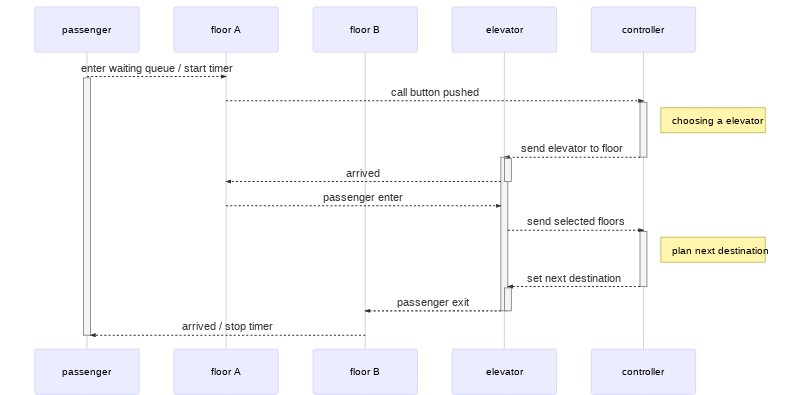 passenger
floor A
floor B
elevator
controller
enter waiting queue / start timer
call button pushed
choosing a elevator
send elevator to floor
arrived
passenger enter
send selected floors
plan next destination
set next destination
passenger exit
arrived / stop timer
passenger
floor A
floor B
elevator
controller